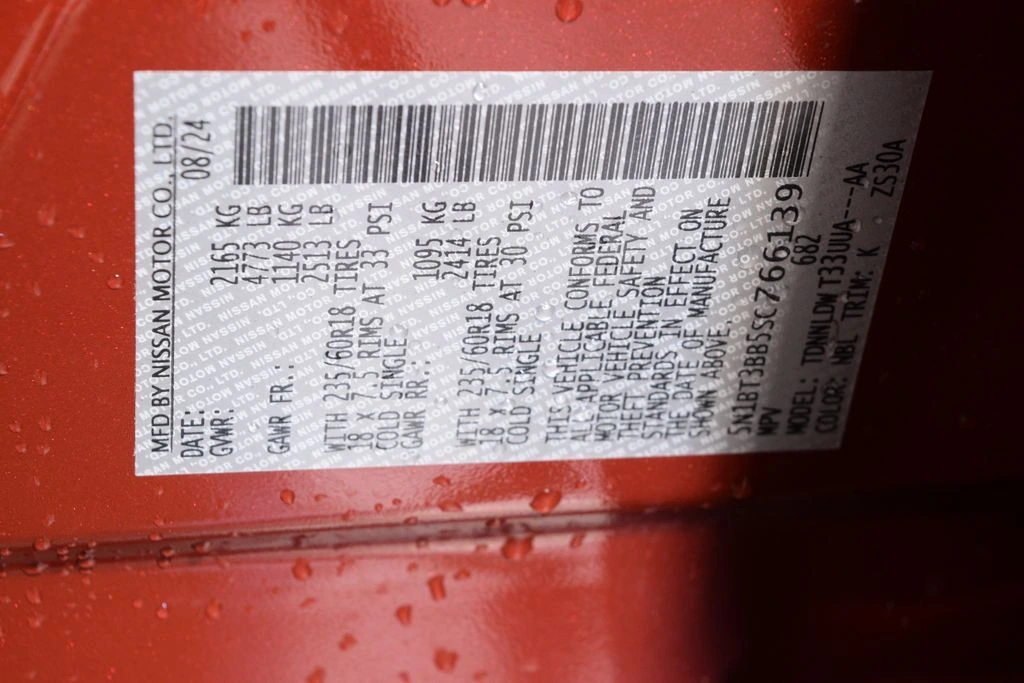 MFD BY NISSAN MOTOR CO., LTD.
DATE: 08/24
GVWR: 2165 KG
4773 LB
GAWR FR.: 1140 KG
2513 LB
WITH 235/60R18 TIRES
18 X 7.5 RIMS AT 33 PSI
COLD SINGLE.
GAWR RR.: 1095 KG
2414 LB
WITH 235/60R18 TIRES
18 X 7.5 RIMS AT 30 PSI
COLD SINGLE
THIS VEHICLE CONFORMS TO
ALL APPLICABLE FEDERAL
MOTOR VEHICLE SAFETY AND
THEFT PREVENTION
STANDARDS IN EFFECT ON
THE DATE OF MANUFACTURE
SHOWN ABOVE.
5N1BT3BB5SC766139
MPV 682
MODEL: TDNNLDW T33UUA----AA
COLOR: NBL TRIM: K ZS30A